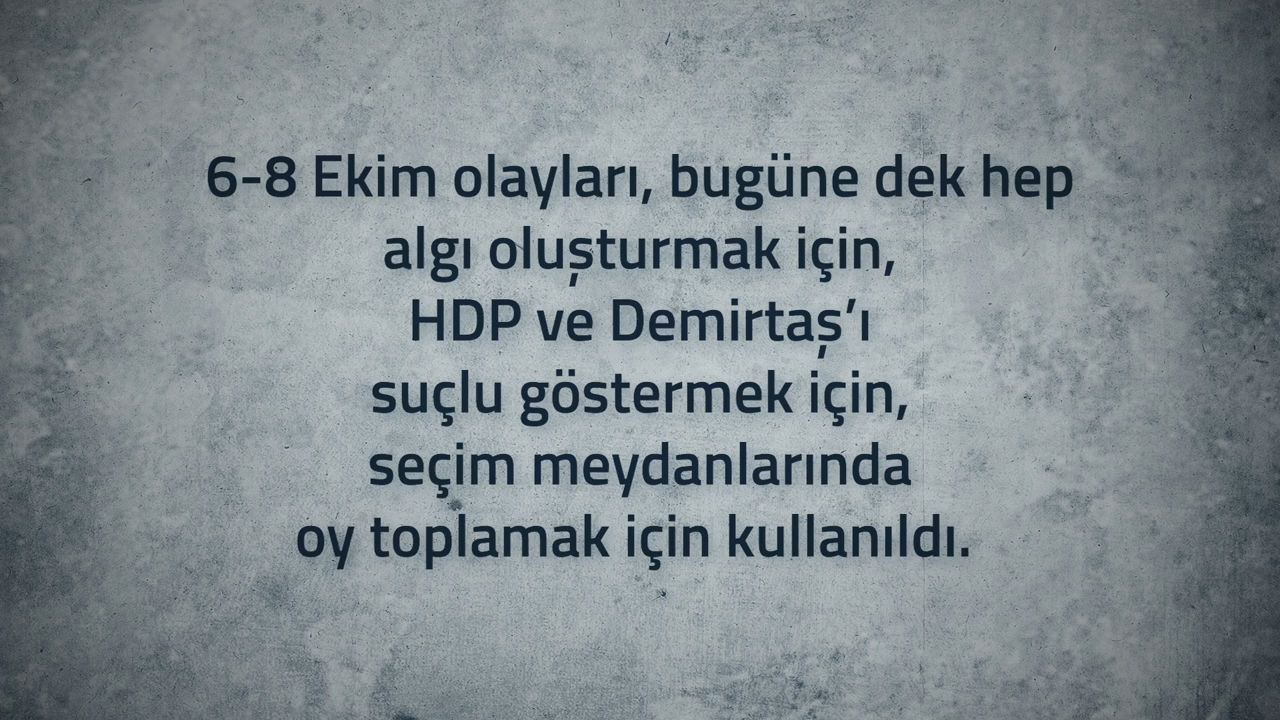 6-8 Ekim olayları, bugüne dek hep
algı oluşturmak için,
HDP ve Demirtaş’ı
suçlu göstermek için,
seçim meydanlarında
oy toplamak için kullanıldı.